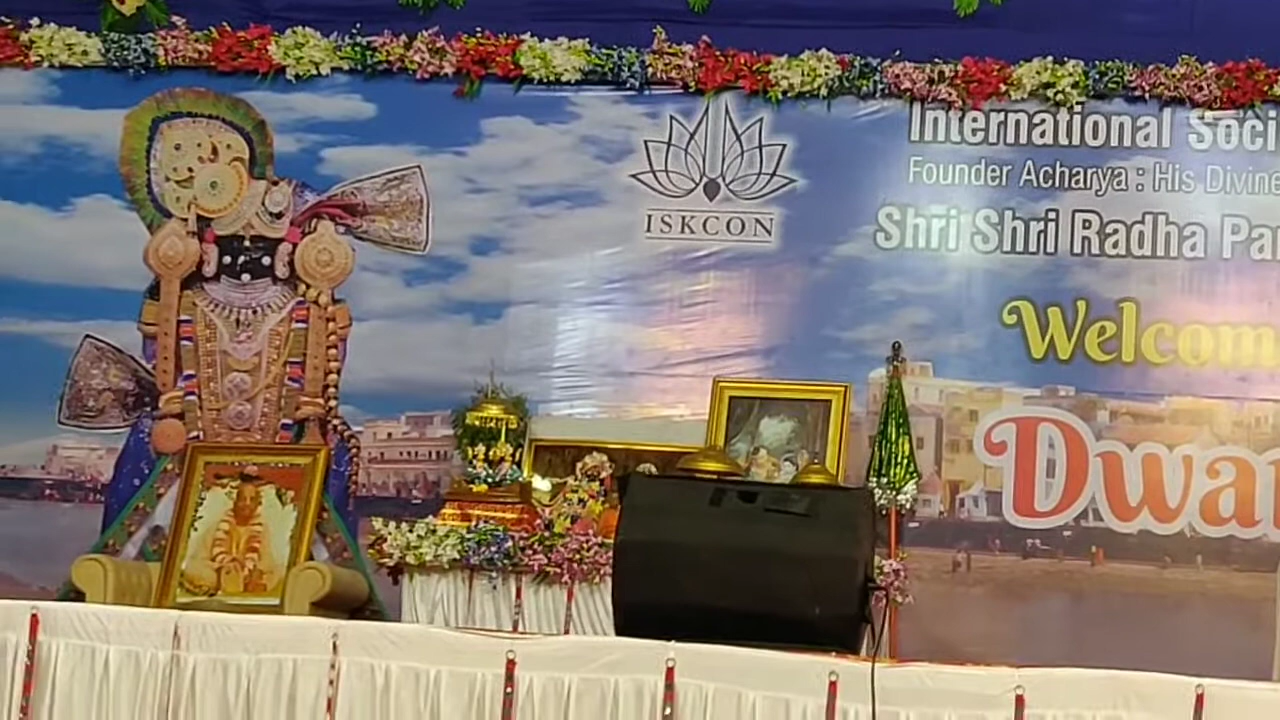 ISKCON
International Soci
Founder Acharya : His Divine
Shri Shri Radha Pa
Welcom
Dwa